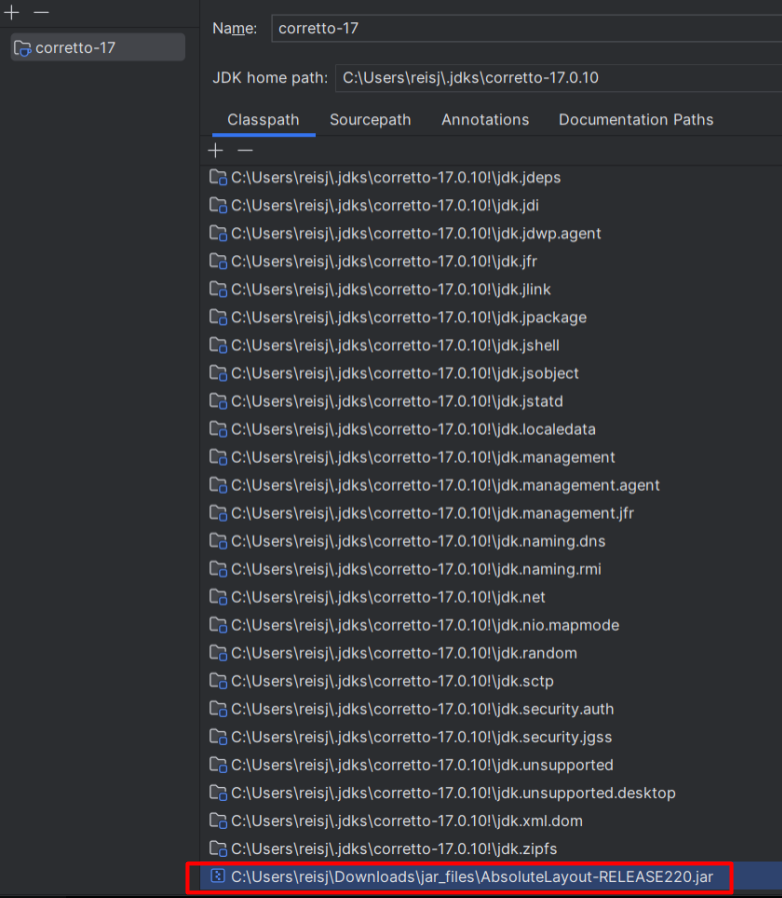 corretto-17
Name: corretto-17
JDK home path: C:\Users\reisj\.jdks\corretto-17.0.10
Classpath Sourcepath Annotations Documentation Paths
C:\Users\reisj\.jdks\corretto-17.0.10!\jdk.jdeps
C:\Users\reisj\.jdks\corretto-17.0.10!\jdk.jdi
C:\Users\reisj\.jdks\corretto-17.0.10!\jdk.jdwp.agent
C:\Users\reisj\.jdks\corretto-17.0.10!\jdk.jfr
C:\Users\reisj\.jdks\corretto-17.0.10!\jdk.jlink
C:\Users\reisj\.jdks\corretto-17.0.10!\jdk.jpackage
C:\Users\reisj\.jdks\corretto-17.0.10!\jdk.jshell
C:\Users\reisj\.jdks\corretto-17.0.10!\jdk.jsobject
C:\Users\reisj\.jdks\corretto-17.0.10!\jdk.jstatd
C:\Users\reisj\.jdks\corretto-17.0.10!\jdk.localedata
C:\Users\reisj\.jdks\corretto-17.0.10!\jdk.management
C:\Users\reisj\.jdks\corretto-17.0.10!\jdk.management.agent
C:\Users\reisj\.jdks\corretto-17.0.10!\jdk.management.jfr
C:\Users\reisj\.jdks\corretto-17.0.10!\jdk.naming.dns
C:\Users\reisj\.jdks\corretto-17.0.10!\jdk.naming.rmi
C:\Users\reisj\.jdks\corretto-17.0.10!\jdk.net
C:\Users\reisj\.jdks\corretto-17.0.10!\jdk.nio.mapmode
C:\Users\reisj\.jdks\corretto-17.0.10!\jdk.random
C:\Users\reisj\.jdks\corretto-17.0.10!\jdk.sctp
C:\Users\reisj\.jdks\corretto-17.0.10!\jdk.security.auth
C:\Users\reisj\.jdks\corretto-17.0.10!\jdk.security.jgss
C:\Users\reisj\.jdks\corretto-17.0.10!\jdk.unsupported
C:\Users\reisj\.jdks\corretto-17.0.10!\jdk.unsupported.desktop
C:\Users\reisj\.jdks\corretto-17.0.10!\jdk.xml.dom
C:\Users\reisj\.jdks\corretto-17.0.10!\jdk.zipfs
C:\Users\reisj\Downloads\jar_files\AbsoluteLayout-RELEASE220.jar